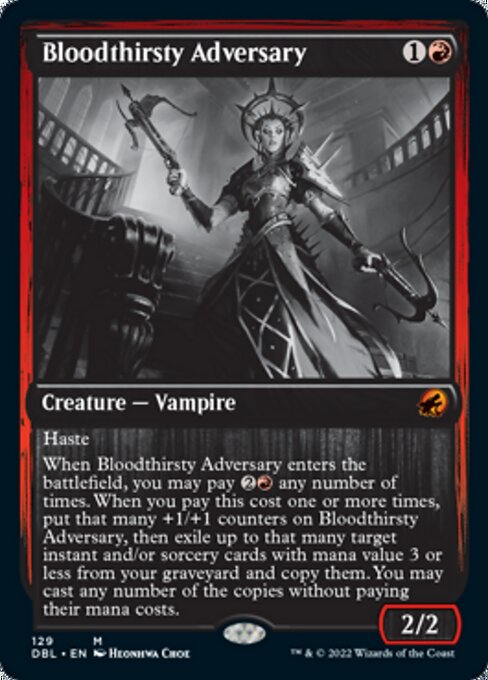 Bloodthirsty Adversary 1
Creature — Vampire
Haste
When Bloodthirsty Adversary enters the
battlefield, you may pay 2 any number of
times. When you pay this cost one or more times,
put that many +1/+1 counters on Bloodthirsty
Adversary, then exile up to that many target
instant and/or sorcery cards with mana value 3 or
less from your graveyard and copy them. You may
cast any number of the copies without paying
their mana costs.
2/2
129 M
DBL • EN Heonhwa Choe
™ & © 2022 Wizards of the Coast